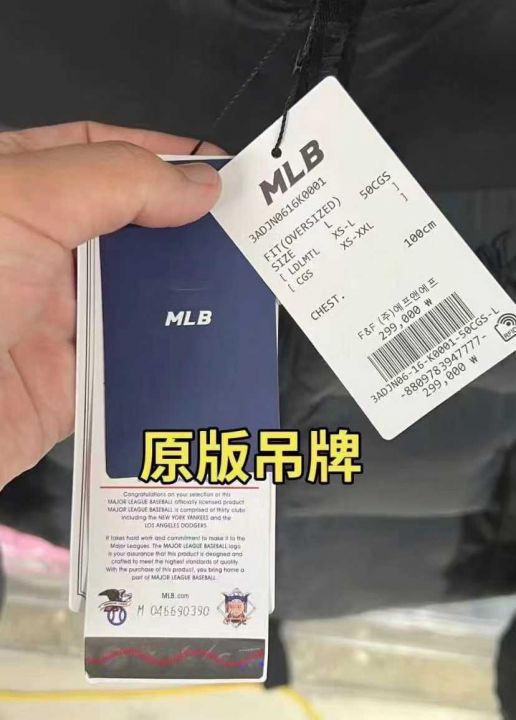 MLB
3ADJN0616K0001
50CGS
FIT(OVERSIZED)
SIZE L
[ LDLMTL XS-L ]
[ CGS XS-XXL ]
CHEST. 100cm
F&F (주)에프앤에프
299,000 ₩
3ADJN06-16-K0001-50CGS-L
-8809783947777-
299,000 ₩
RFID
MLB
原版吊牌
Congratulations on your selection of this
MAJOR LEAGUE BASEBALL officially licensed product
MAJOR LEAGUE BASEBALL is comprised of thirty clubs
including the NEW YORK YANKEES and the
LOS ANGELES DODGERS
It takes hard work and commitment to make it to the
Major Leagues. The MAJOR LEAGUE BASEBALL logo
is your assurance that this product is designed and
crafted to meet the highest standards of quality
With the purchase of this product, you bring home a
part of MAJOR LEAGUE BASEBALL.
MLB.com
M 046690390